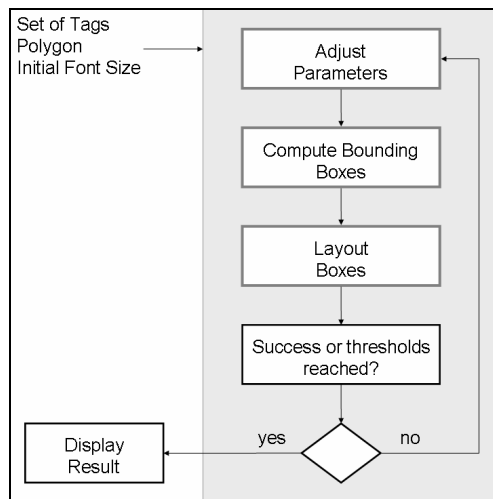 Set of Tags
Polygon
Initial Font Size
Adjust
Parameters
Compute Bounding
Boxes
Layout
Boxes
Success or thresholds
reached?
yes
no
Display
Result